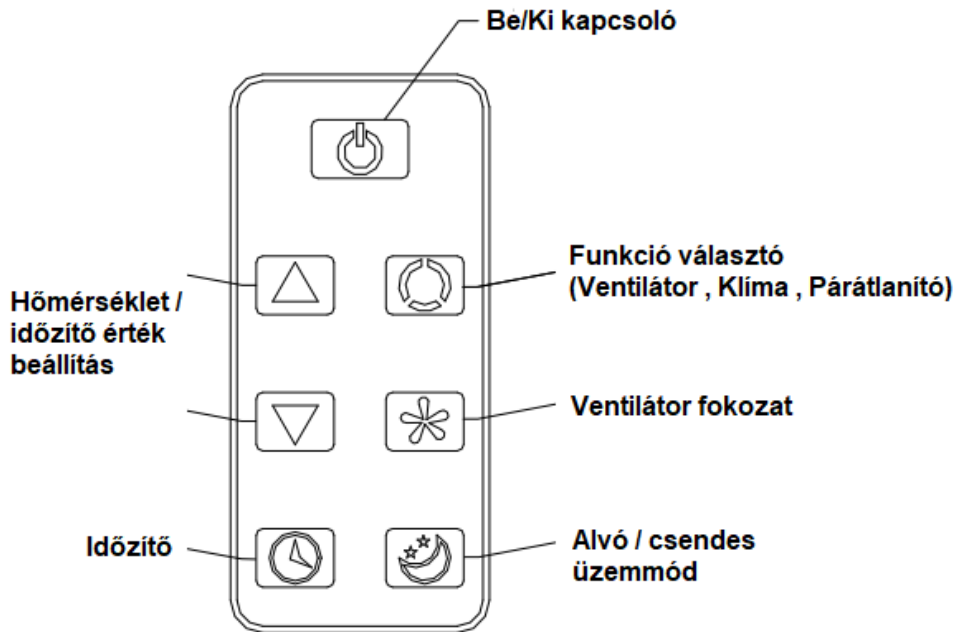 Be/Ki kapcsoló
Funkció választó
(Ventilátor , Klíma , Párátlanító)
Hőmérséklet /
időzítő érték
beállítás
Ventilátor fokozat
Időzítő
Alvó / csendes
üzemmód